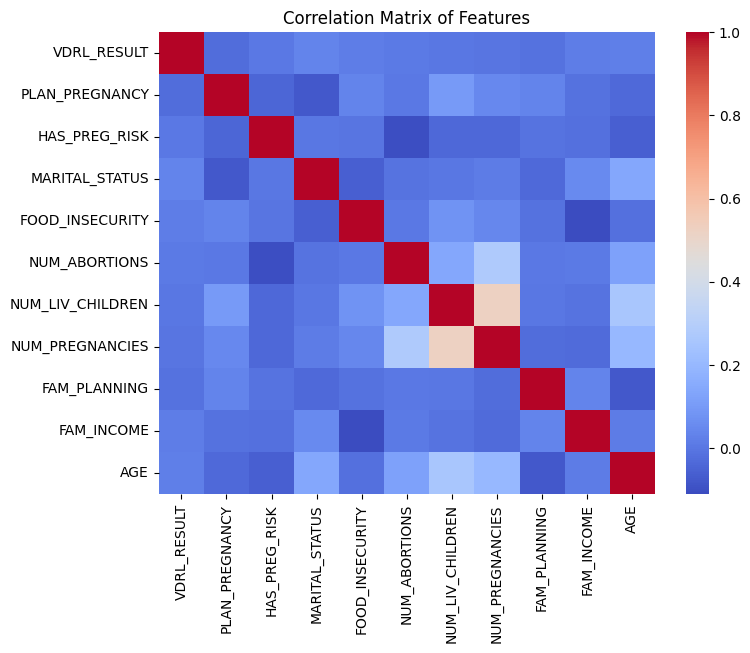 Correlation Matrix of Features
VDRL_RESULT
PLAN_PREGNANCY
HAS_PREG_RISK
MARITAL_STATUS
FOOD_INSECURITY
NUM_ABORTIONS
NUM_LIV_CHILDREN
NUM_PREGNANCIES
FAM_PLANNING
FAM_INCOME
AGE
VDRL_RESULT
PLAN_PREGNANCY
HAS_PREG_RISK
MARITAL_STATUS
FOOD_INSECURITY
NUM_ABORTIONS
NUM_LIV_CHILDREN
NUM_PREGNANCIES
FAM_PLANNING
FAM_INCOME
AGE
1.0
0.8
0.6
0.4
0.2
0.0